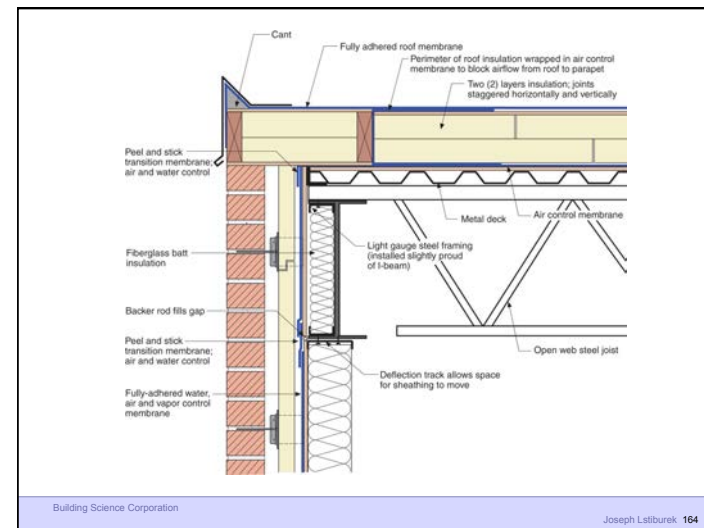 Cant
Fully adhered roof membrane
Perimeter of roof insulation wrapped in air control
membrane to block airflow from roof to parapet
Two (2) layers insulation; joints
staggered horizontally and vertically
Peel and stick
transition membrane;
air and water control
Metal deck
Air control membrane
Light gauge steel framing
(installed slightly proud
of I-beam)
Fiberglass batt
insulation
Backer rod fills gap
Peel and stick
transition membrane;
air and water control
Open web steel joist
Deflection track allows space
for sheathing to move
Fully-adhered water,
air and vapor control
membrane
Building Science Corporation
Joseph Lstiburek 164